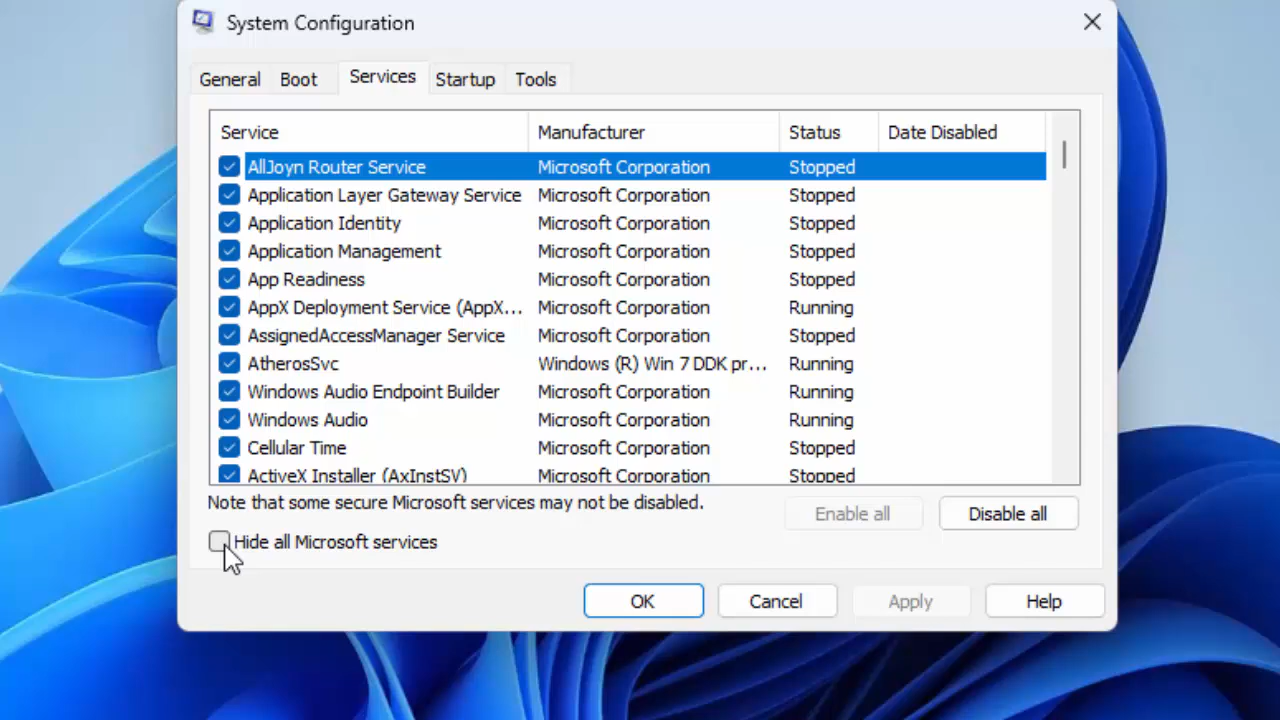 System Configuration
General Boot Services Startup Tools
Service Manufacturer Status Date Disabled
AllJoyn Router Service Microsoft Corporation Stopped
Application Layer Gateway Service Microsoft Corporation Stopped
Application Identity Microsoft Corporation Stopped
Application Management Microsoft Corporation Stopped
App Readiness Microsoft Corporation Stopped
AppX Deployment Service (AppX... Microsoft Corporation Running
AssignedAccessManager Service Microsoft Corporation Stopped
AtherosSvc Windows (R) Win 7 DDK pr... Running
Windows Audio Endpoint Builder Microsoft Corporation Running
Windows Audio Microsoft Corporation Running
Cellular Time Microsoft Corporation Stopped
ActiveX Installer (AxInstSV) Microsoft Corporation Stopped
Note that some secure Microsoft services may not be disabled.
Enable all Disable all
Hide all Microsoft services
OK Cancel Apply Help